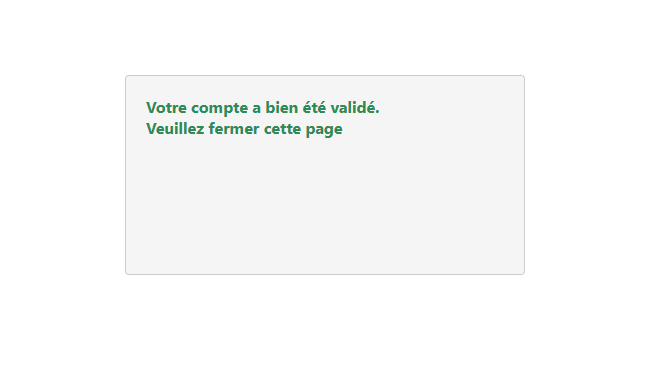 Votre compte a bien été validé.
Veuillez fermer cette page